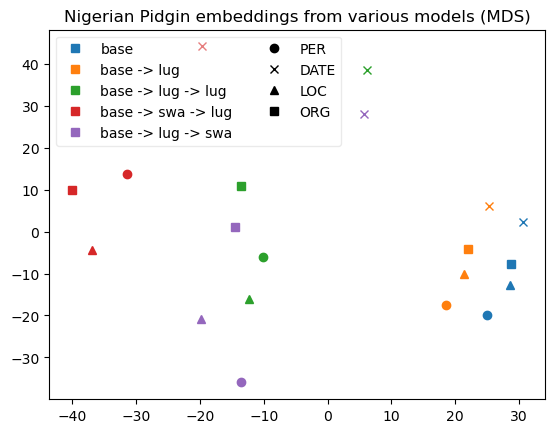 Nigerian Pidgin embeddings from various models (MDS)
base
base -> lug
base -> lug -> lug
base -> swa -> lug
base -> lug -> swa
PER
DATE
LOC
ORG
40
30
20
10
0
−10
−20
−30
−40 −30 −20 −10 0 10 20 30